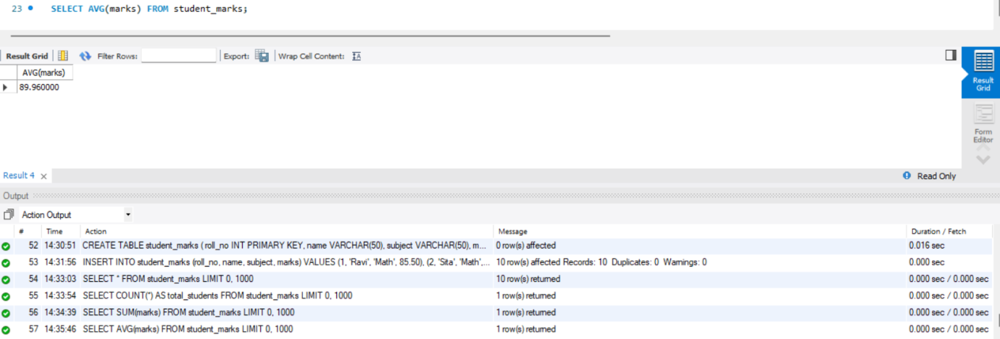 23 SELECT AVG(marks) FROM student_marks;
Result Grid Filter Rows: Export: Wrap Cell Content: IA
AVG(marks)
89.960000
Result
Grid
Form
Editor
Result 4 × Read Only
Output
Action Output
# Time Action Message Duration / Fetch
52 14:30:51 CREATE TABLE student_marks ( roll_no INT PRIMARY KEY, name VARCHAR(50), subject VARCHAR(50), m... 0 row(s) affected 0.016 sec
53 14:31:56 INSERT INTO student_marks (roll_no, name, subject, marks) VALUES (1, 'Ravi', 'Math', 85.50), (2, 'Sita', 'Math',... 10 row(s) affected Records: 10 Duplicates: 0 Warnings: 0 0.000 sec
54 14:33:03 SELECT * FROM student_marks LIMIT 0, 1000 10 row(s) returned 0.000 sec / 0.000 sec
55 14:33:54 SELECT COUNT(*) AS total_students FROM student_marks LIMIT 0, 1000 1 row(s) returned 0.000 sec / 0.000 sec
56 14:34:39 SELECT SUM(marks) FROM student_marks LIMIT 0, 1000 1 row(s) returned 0.000 sec / 0.000 sec
57 14:35:46 SELECT AVG(marks) FROM student_marks LIMIT 0, 1000 1 row(s) returned 0.000 sec / 0.000 sec